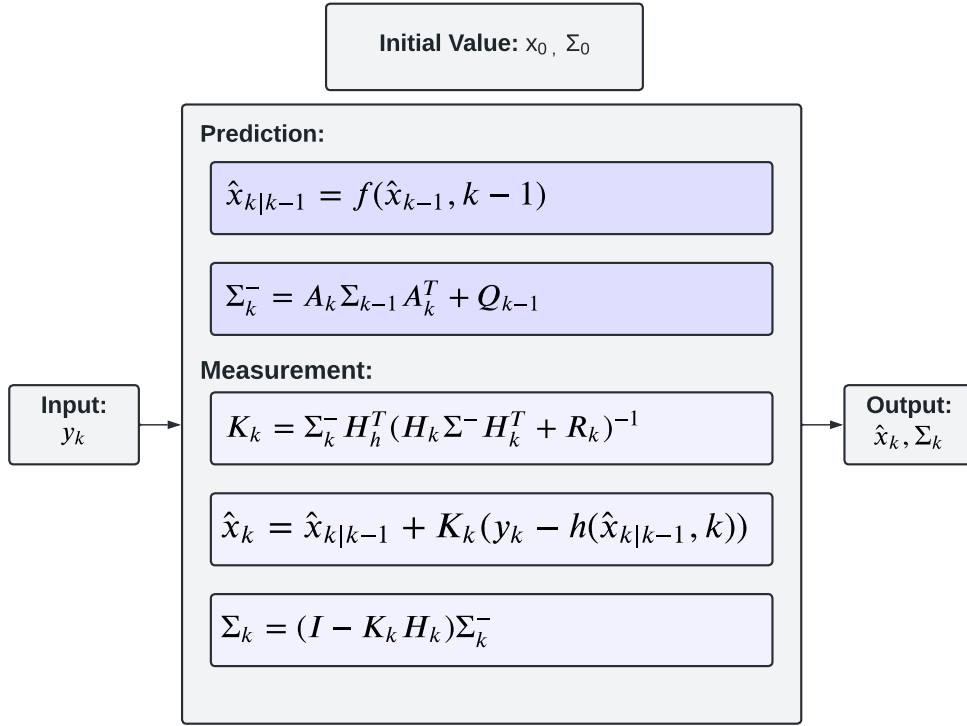 Initial Value: x₀ , Σ₀
Prediction:
x̂ₖ|ₖ₋₁ = f(x̂ₖ₋₁, k − 1)
Σₖ⁻ = AₖΣₖ₋₁Aₖᵀ + Qₖ₋₁
Measurement:
Kₖ = Σₖ⁻Hₕᵀ(HₖΣ⁻Hₖᵀ + Rₖ)⁻¹
x̂ₖ = x̂ₖ|ₖ₋₁ + Kₖ(yₖ − h(x̂ₖ|ₖ₋₁, k))
Σₖ = (I − KₖHₖ)Σₖ⁻
Input:
yₖ
Output:
x̂ₖ, Σₖ